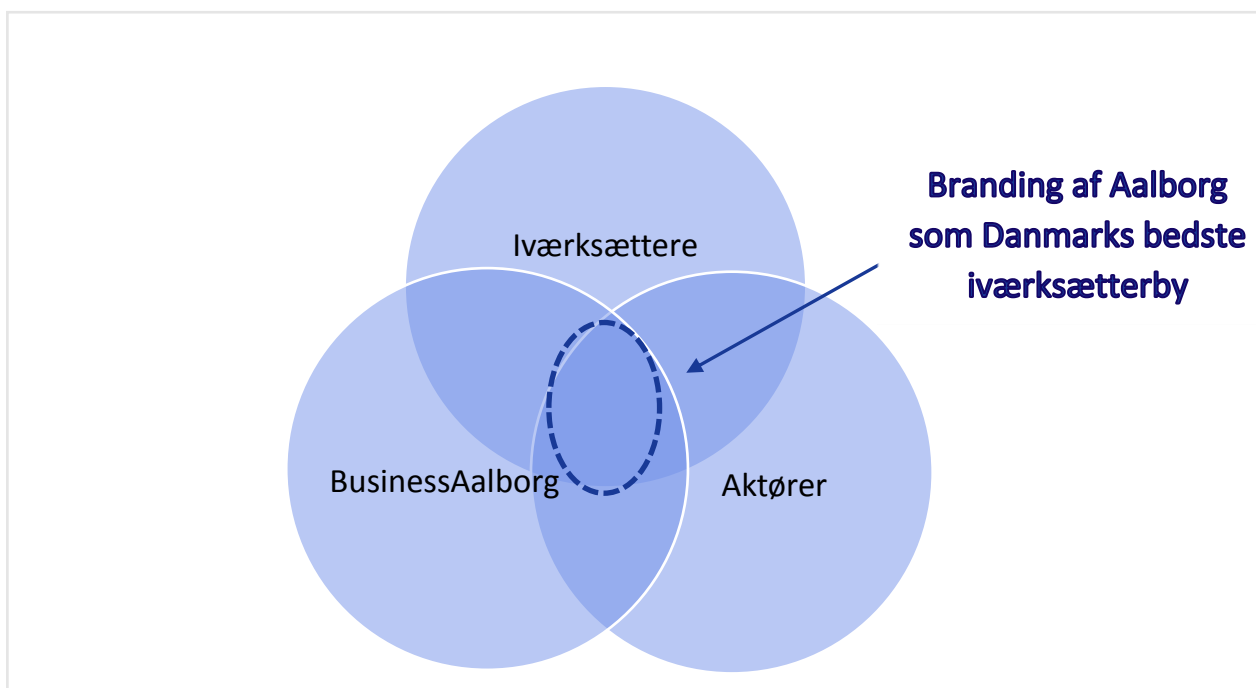 Branding af Aalborg
som Danmarks bedste
iværksætterby
Iværksættere
BusinessAalborg
Aktører